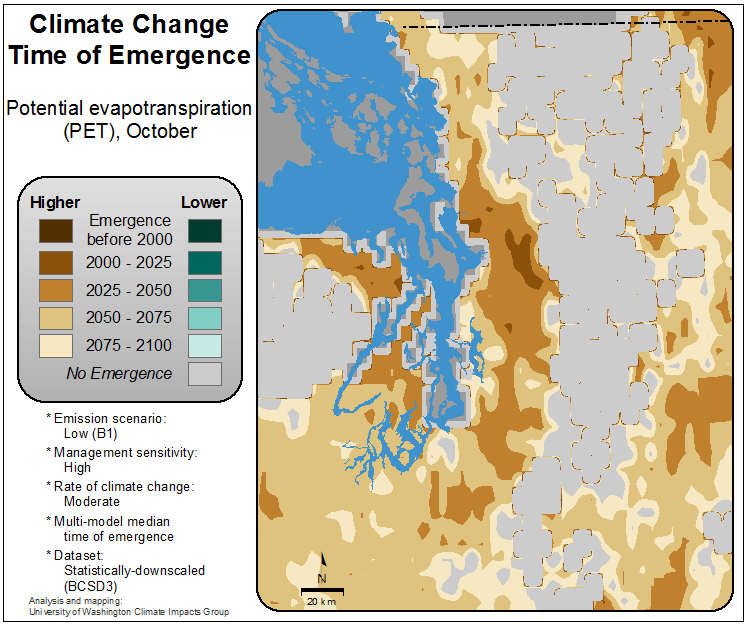 Climate Change
Time of Emergence
Potential evapotranspiration
(PET), October
Higher Lower
Emergence
before 2000
2000 - 2025
2025 - 2050
2050 - 2075
2075 - 2100
No Emergence
* Emission scenario:
Low (B1)
* Management sensitivity:
High
* Rate of climate change:
Moderate
* Multi-model median
time of emergence
* Dataset:
Statistically-downscaled
(BCSD3)
Analysis and mapping:
University of Washington Climate Impacts Group
N
20 km